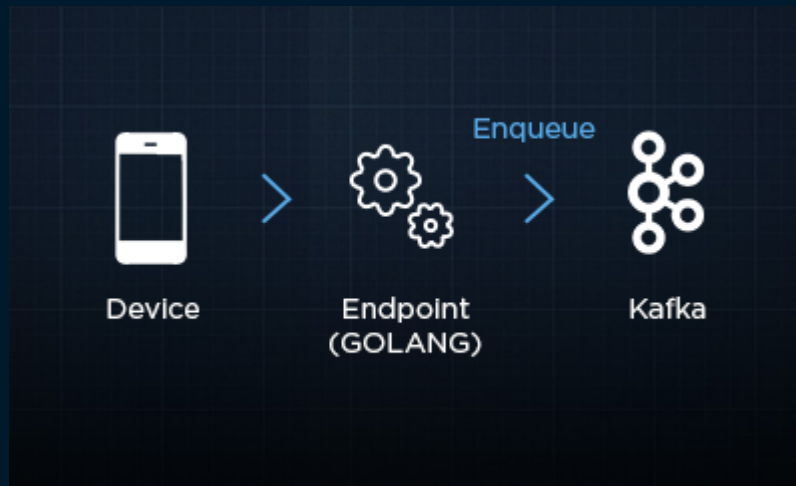 Enqueue
Device
Endpoint
(GOLANG)
Kafka